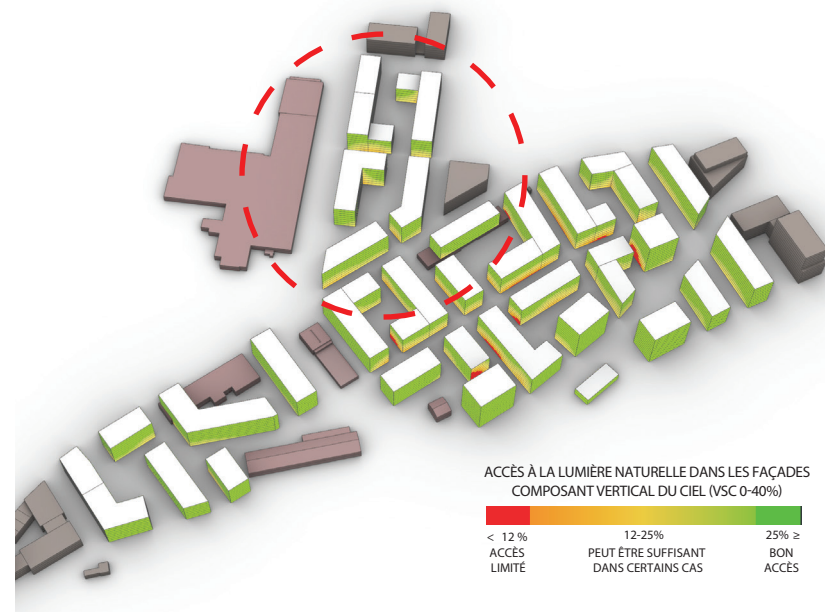 ACCÈS À LA LUMIÈRE NATURELLE DANS LES FAÇADES
COMPOSANT VERTICAL DU CIEL (VSC 0-40%)
< 12 % 12-25% 25% ≥
ACCÈS PEUT ÊTRE SUFFISANT BON
LIMITÉ DANS CERTAINS CAS ACCÈS